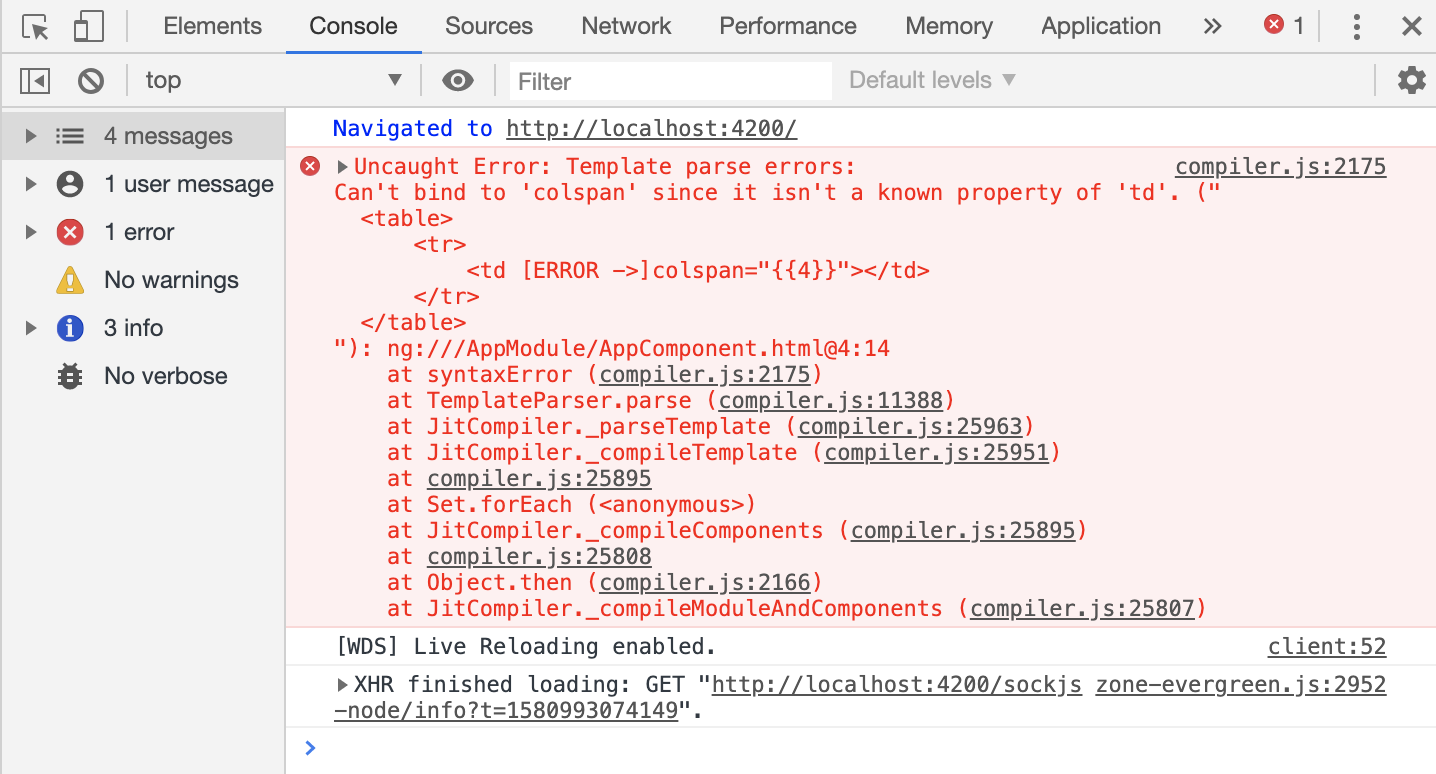 Elements Console Sources Network Performance Memory Application » 1
top Filter Default levels
4 messages
1 user message
1 error
No warnings
3 info
No verbose
Navigated to http://localhost:4200/
Uncaught Error: Template parse errors: compiler.js:2175
Can't bind to 'colspan' since it isn't a known property of 'td'. ("
<table>
<tr>
<td [ERROR ->]colspan="{{4}}"></td>
</tr>
</table>
"): ng:///AppModule/AppComponent.html@4:14
at syntaxError (compiler.js:2175)
at TemplateParser.parse (compiler.js:11388)
at JitCompiler._parseTemplate (compiler.js:25963)
at JitCompiler._compileTemplate (compiler.js:25951)
at compiler.js:25895
at Set.forEach (<anonymous>)
at JitCompiler._compileComponents (compiler.js:25895)
at compiler.js:25808
at Object.then (compiler.js:2166)
at JitCompiler._compileModuleAndComponents (compiler.js:25807)
[WDS] Live Reloading enabled. client:52
XHR finished loading: GET "http://localhost:4200/sockjs zone-evergreen.js:2952
-node/info?t=1580993074149".